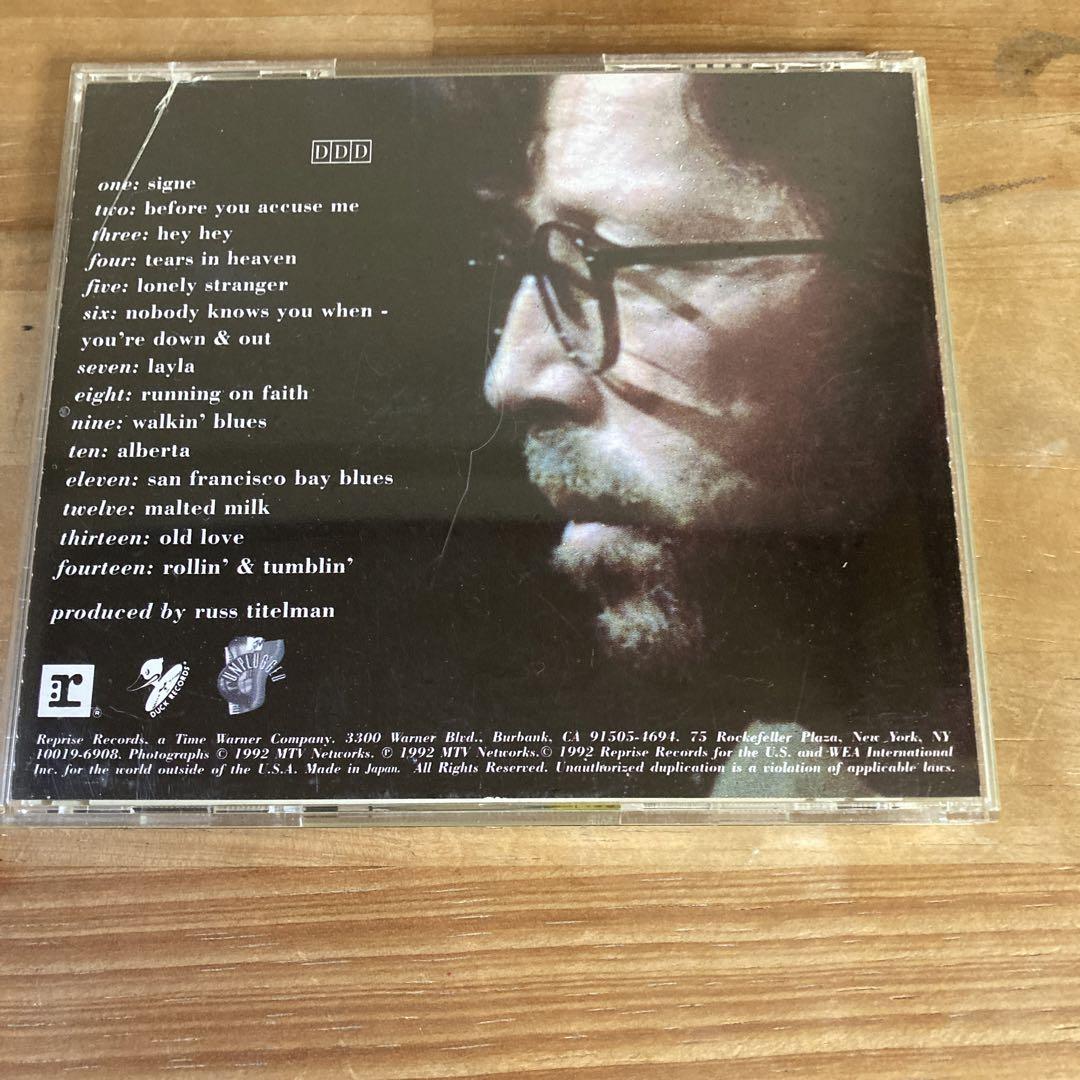 DDD
one: signe
two: before you accuse me
three: hey hey
four: tears in heaven
five: lonely stranger
six: nobody knows you when -
you're down & out
seven: layla
eight: running on faith
nine: walkin' blues
ten: alberta
eleven: san francisco bay blues
twelve: malted milk
thirteen: old love
fourteen: rollin' & tumblin'
produced by russ titelman
r®
DUCK RECORDS
UNPLUGGED
Reprise Records, a Time Warner Company. 3300 Warner Blvd., Burbank, CA 91505-4694. 75 Rockefeller Plaza, New York, NY
10019-6908. Photographs © 1992 MTV Networks. ℗ 1992 MTV Networks.© 1992 Reprise Records for the U.S. and WEA International
Inc. for the world outside of the U.S.A. Made in Japan. All Rights Reserved. Unauthorized duplication is a violation of applicable laws.